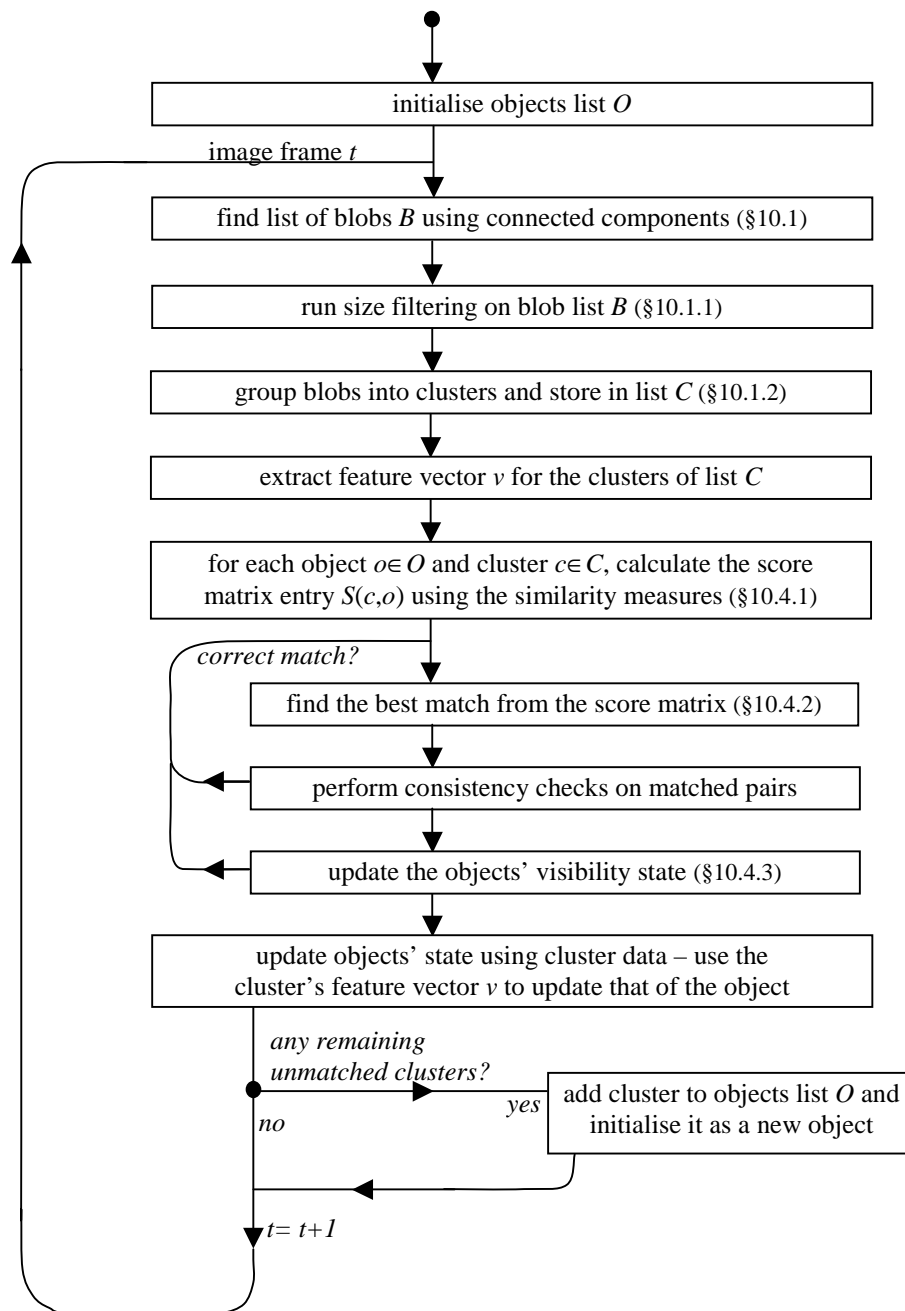 initialise objects list O
image frame t
find list of blobs B using connected components (§10.1)
run size filtering on blob list B (§10.1.1)
group blobs into clusters and store in list C (§10.1.2)
extract feature vector v for the clusters of list C
for each object o∈O and cluster c∈C, calculate the score
matrix entry S(c,o) using the similarity measures (§10.4.1)
correct match?
find the best match from the score matrix (§10.4.2)
perform consistency checks on matched pairs
update the objects’ visibility state (§10.4.3)
update objects’ state using cluster data – use the
cluster’s feature vector v to update that of the object
any remaining
unmatched clusters?
yes
add cluster to objects list O and
initialise it as a new object
no
t= t+1